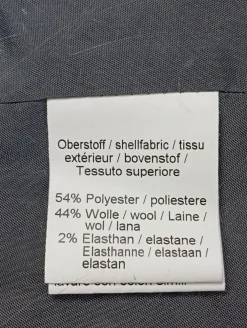 Oberstoff / shellfabric / tissu
extérieur / bovenstof /
Tessuto superiore
54% Polyester / poliestere
44% Wolle / wool / Laine /
wol / lana
2% Elasthan / elastane /
Elasthanne / elastaan /
elastan